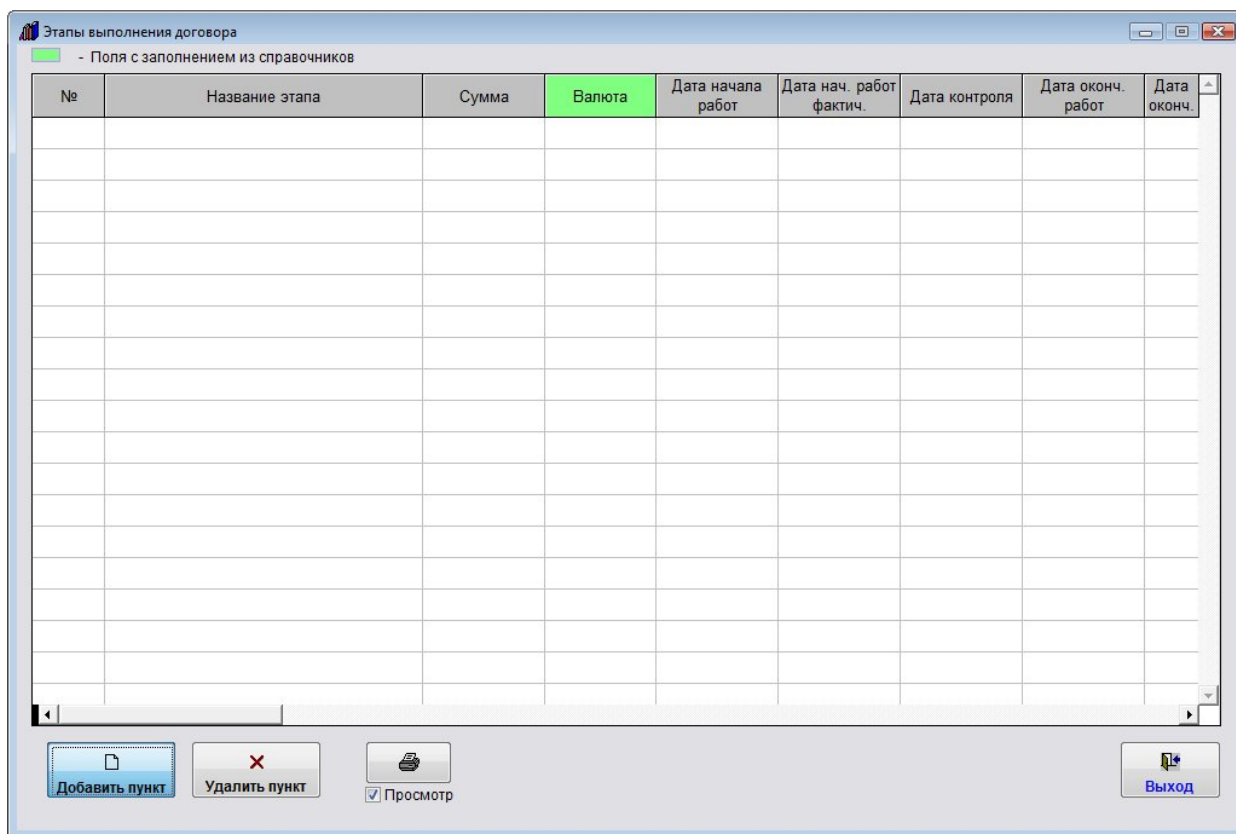 Этапы выполнения договора
- Поля с заполнением из справочников
№ Название этапа Сумма Валюта Дата начала работ Дата нач. работ фактич. Дата контроля Дата оконч. работ Дата оконч.
Добавить пункт Удалить пункт Просмотр Выход